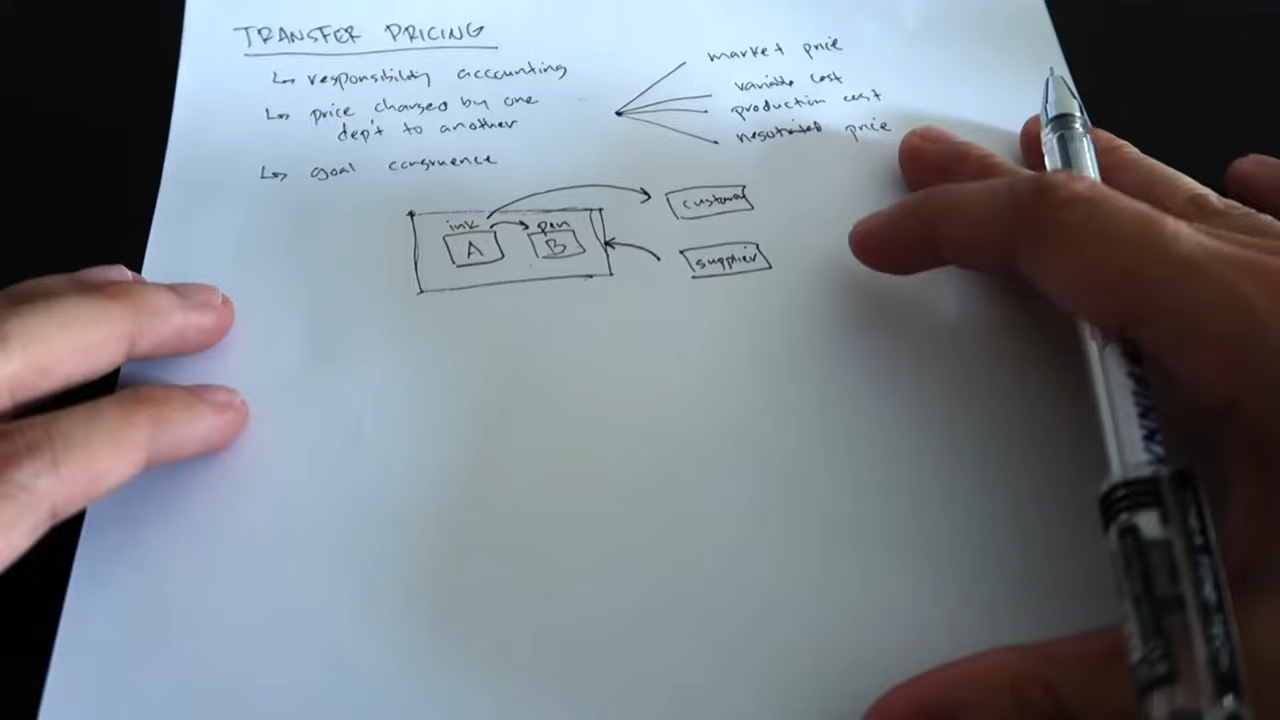 TRANSFER PRICING
↳ responsibility accounting
↳ price charged by one
dep't to another
↳ goal congruence
market price
variable cost
production cost
negotiated price
ink pen
A B
customer
supplier